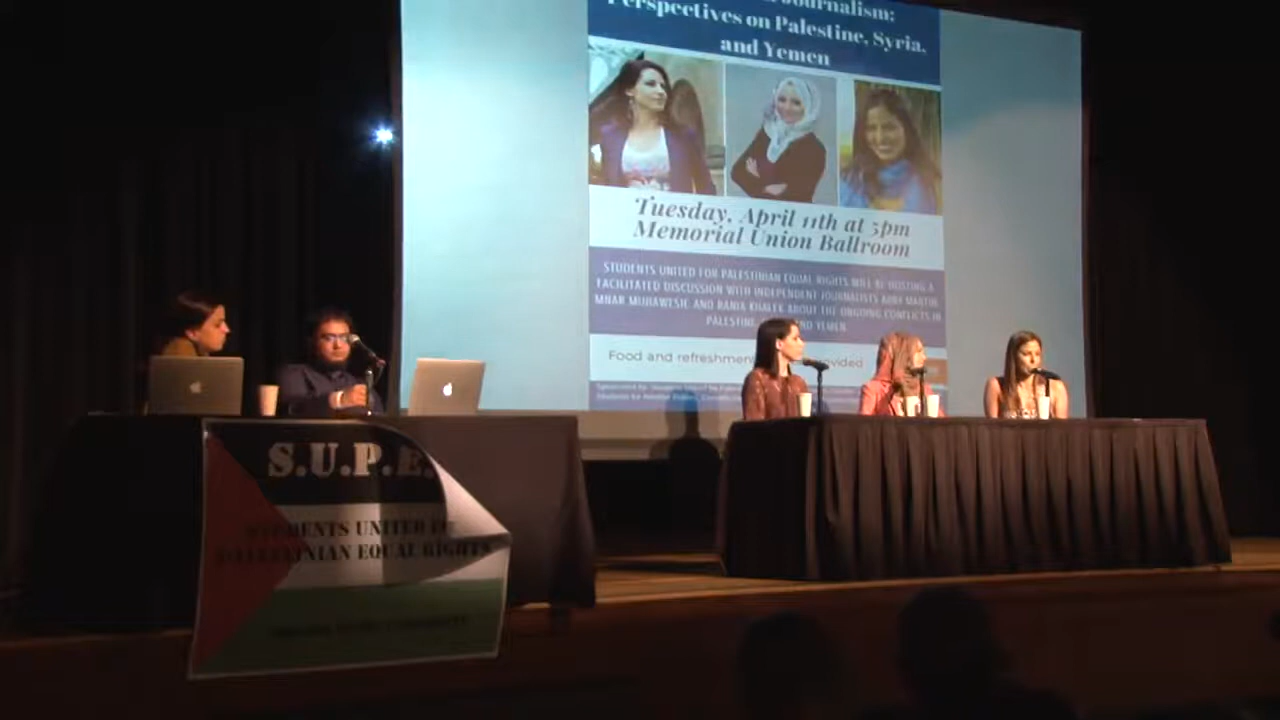 Journalism:
Perspectives on Palestine, Syria,
and Yemen
Tuesday, April 11th at 5pm
Memorial Union Ballroom
STUDENTS UNITED FOR PALESTINIAN EQUAL RIGHTS WILL BE HOSTING A
FACILITATED DISCUSSION WITH INDEPENDENT JOURNALISTS ABBY MARTIN,
MNAR MUHAWESH, AND RANIA KHALEK ABOUT THE ONGOING CONFLICTS IN
PALESTINE, AND YEMEN
Food and refreshment provided
S.U.P.E.
STUDENTS UNITED
PALESTINIAN EQUAL RIGHTS